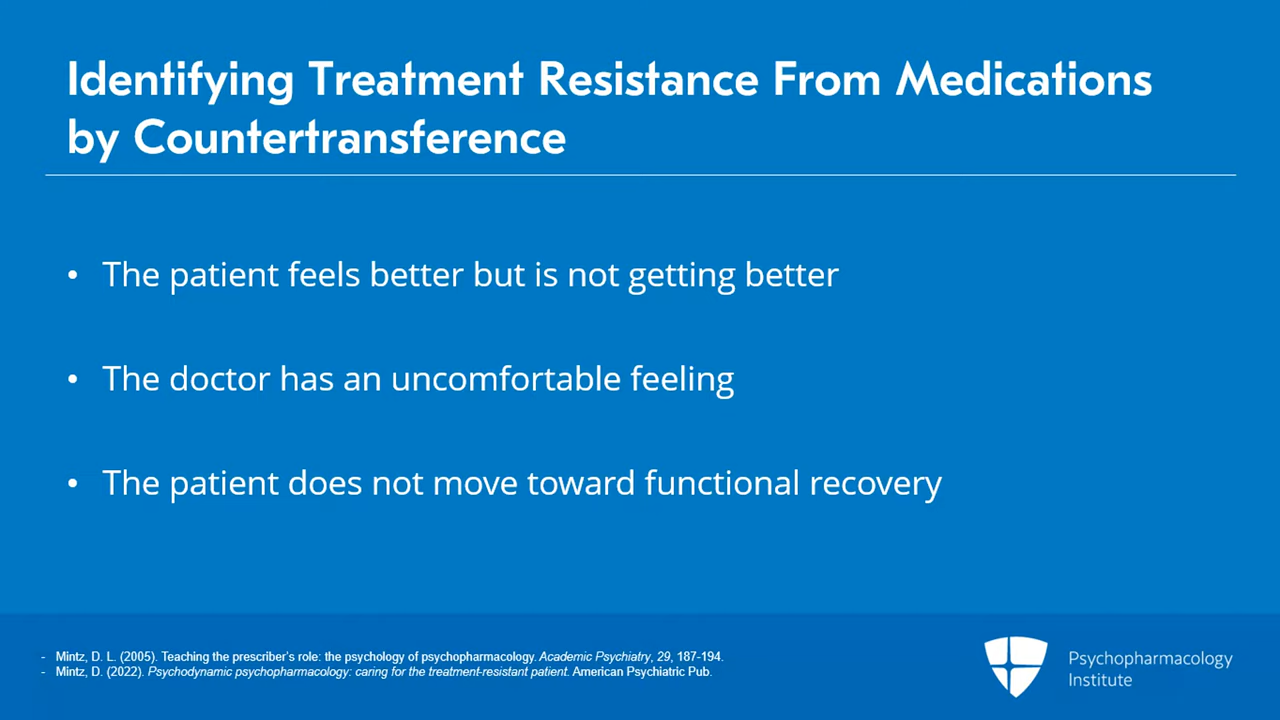 Identifying Treatment Resistance From Medications
by Countertransference
• The patient feels better but is not getting better
• The doctor has an uncomfortable feeling
• The patient does not move toward functional recovery
- Mintz, D. L. (2005). Teaching the prescriber's role: the psychology of psychopharmacology. Academic Psychiatry, 29, 187-194.
- Mintz, D. (2022). Psychodynamic psychopharmacology: caring for the treatment-resistant patient. American Psychiatric Pub.
Psychopharmacology
Institute